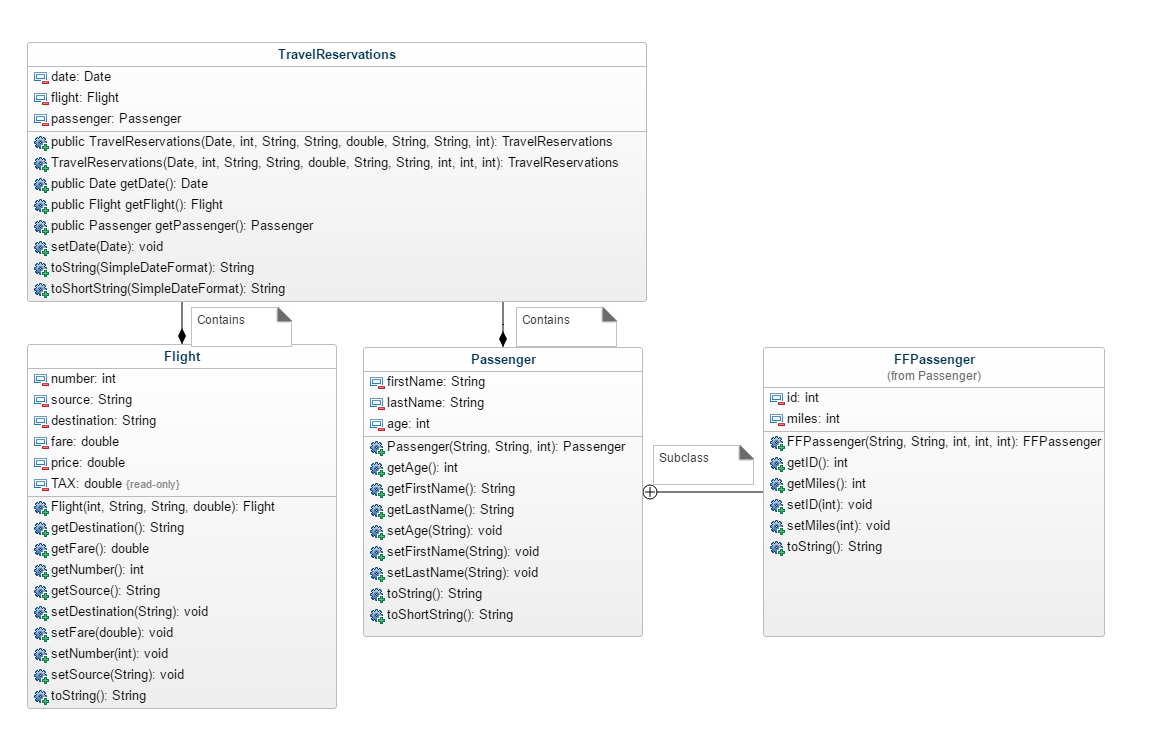 TravelReservations
date: Date
flight: Flight
passenger: Passenger
public TravelReservations(Date, int, String, String, double, String, String, int): TravelReservations
TravelReservations(Date, int, String, String, double, String, String, int, int, int): TravelReservations
public Date getDate(): Date
public Flight getFlight(): Flight
public Passenger getPassenger(): Passenger
setDate(Date): void
toString(SimpleDateFormat): String
toShortString(SimpleDateFormat): String
Contains
Contains
Flight
number: int
source: String
destination: String
fare: double
price: double
TAX: double {read-only}
Flight(int, String, String, double): Flight
getDestination(): String
getFare(): double
getNumber(): int
getSource(): String
setDestination(String): void
setFare(double): void
setNumber(int): void
setSource(String): void
toString(): String
Passenger
firstName: String
lastName: String
age: int
Passenger(String, String, int): Passenger
getAge(): int
getFirstName(): String
getLastName(): String
setAge(String): void
setFirstName(String): void
setLastName(String): void
toString(): String
toShortString(): String
Subclass
FFPassenger
(from Passenger)
id: int
miles: int
FFPassenger(String, String, int, int, int): FFPassenger
getID(): int
getMiles(): int
setID(int): void
setMiles(int): void
toString(): String